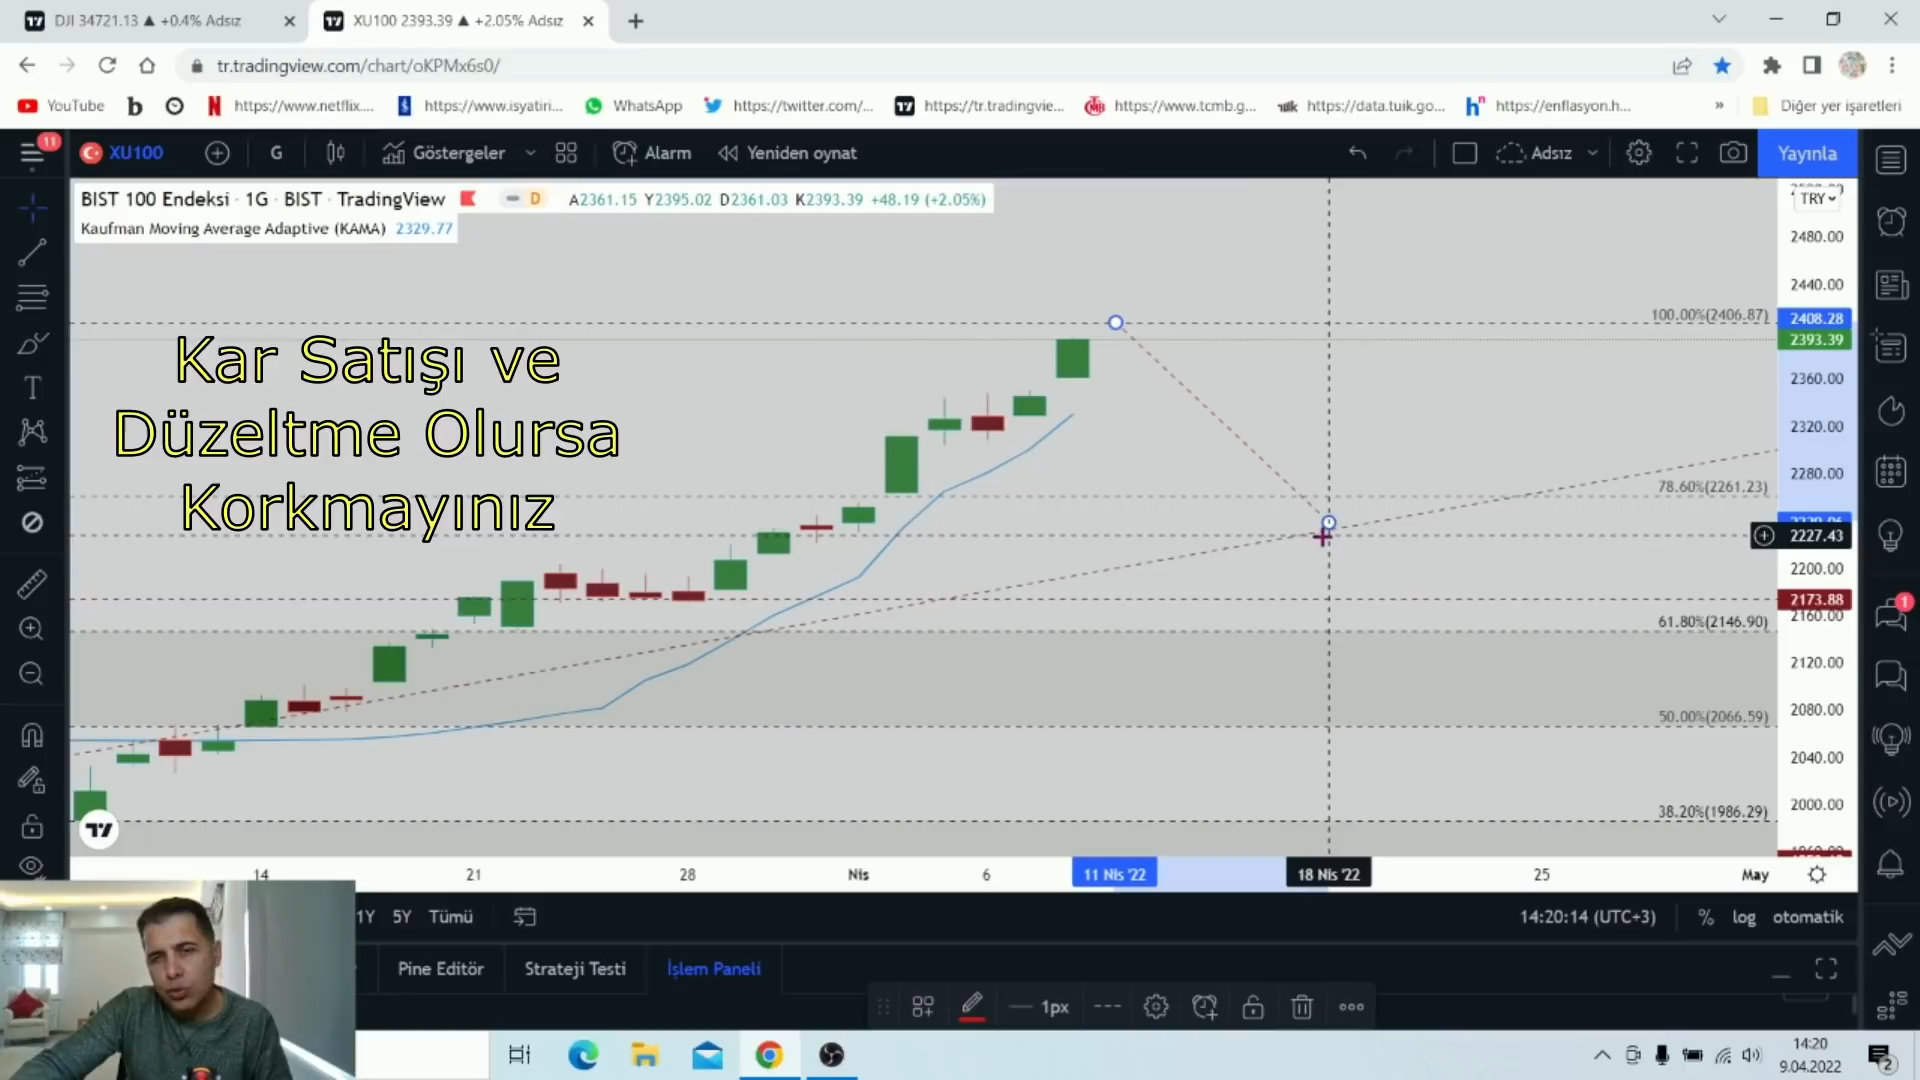 DJI 34721.13 ▲ +0.4% Adsız
XU100 2393.39 ▲ +2.05% Adsız
tr.tradingview.com/chart/oKPMx6s0/
YouTube
https://www.netflix....
https://www.isyatiri...
WhatsApp
https://twitter.com/...
https://tr.tradingvie...
https://www.tcmb.g...
https://data.tuik.go...
https://enflasyon.h...
»
Diğer yer işaretleri
11
XU100
G
Göstergeler
Alarm
Yeniden oynat
Adsız
Yayınla
BIST 100 Endeksi · 1G · BIST · TradingView
D
A2361.15 Y2395.02 D2361.03 K2393.39 +48.19 (+2.05%)
Kaufman Moving Average Adaptive (KAMA) 2329.77
TRY
2480.00
2440.00
100.00%(2406.87)
2408.28
2393.39
2360.00
2320.00
2280.00
78.60%(2261.23)
2227.43
2200.00
2173.88
2160.00
61.80%(2146.90)
2120.00
2080.00
50.00%(2066.59)
2040.00
2000.00
38.20%(1986.29)
Kar Satışı ve
Düzeltme Olursa
Korkmayınız
1
14
21
28
Nis
6
11 Nis '22
18 Nis '22
25
May
1Y
5Y
Tümü
14:20:14 (UTC+3)
%
log
otomatik
Pine Editör
Strateji Testi
İşlem Paneli
1px
14:20
9.04.2022
2